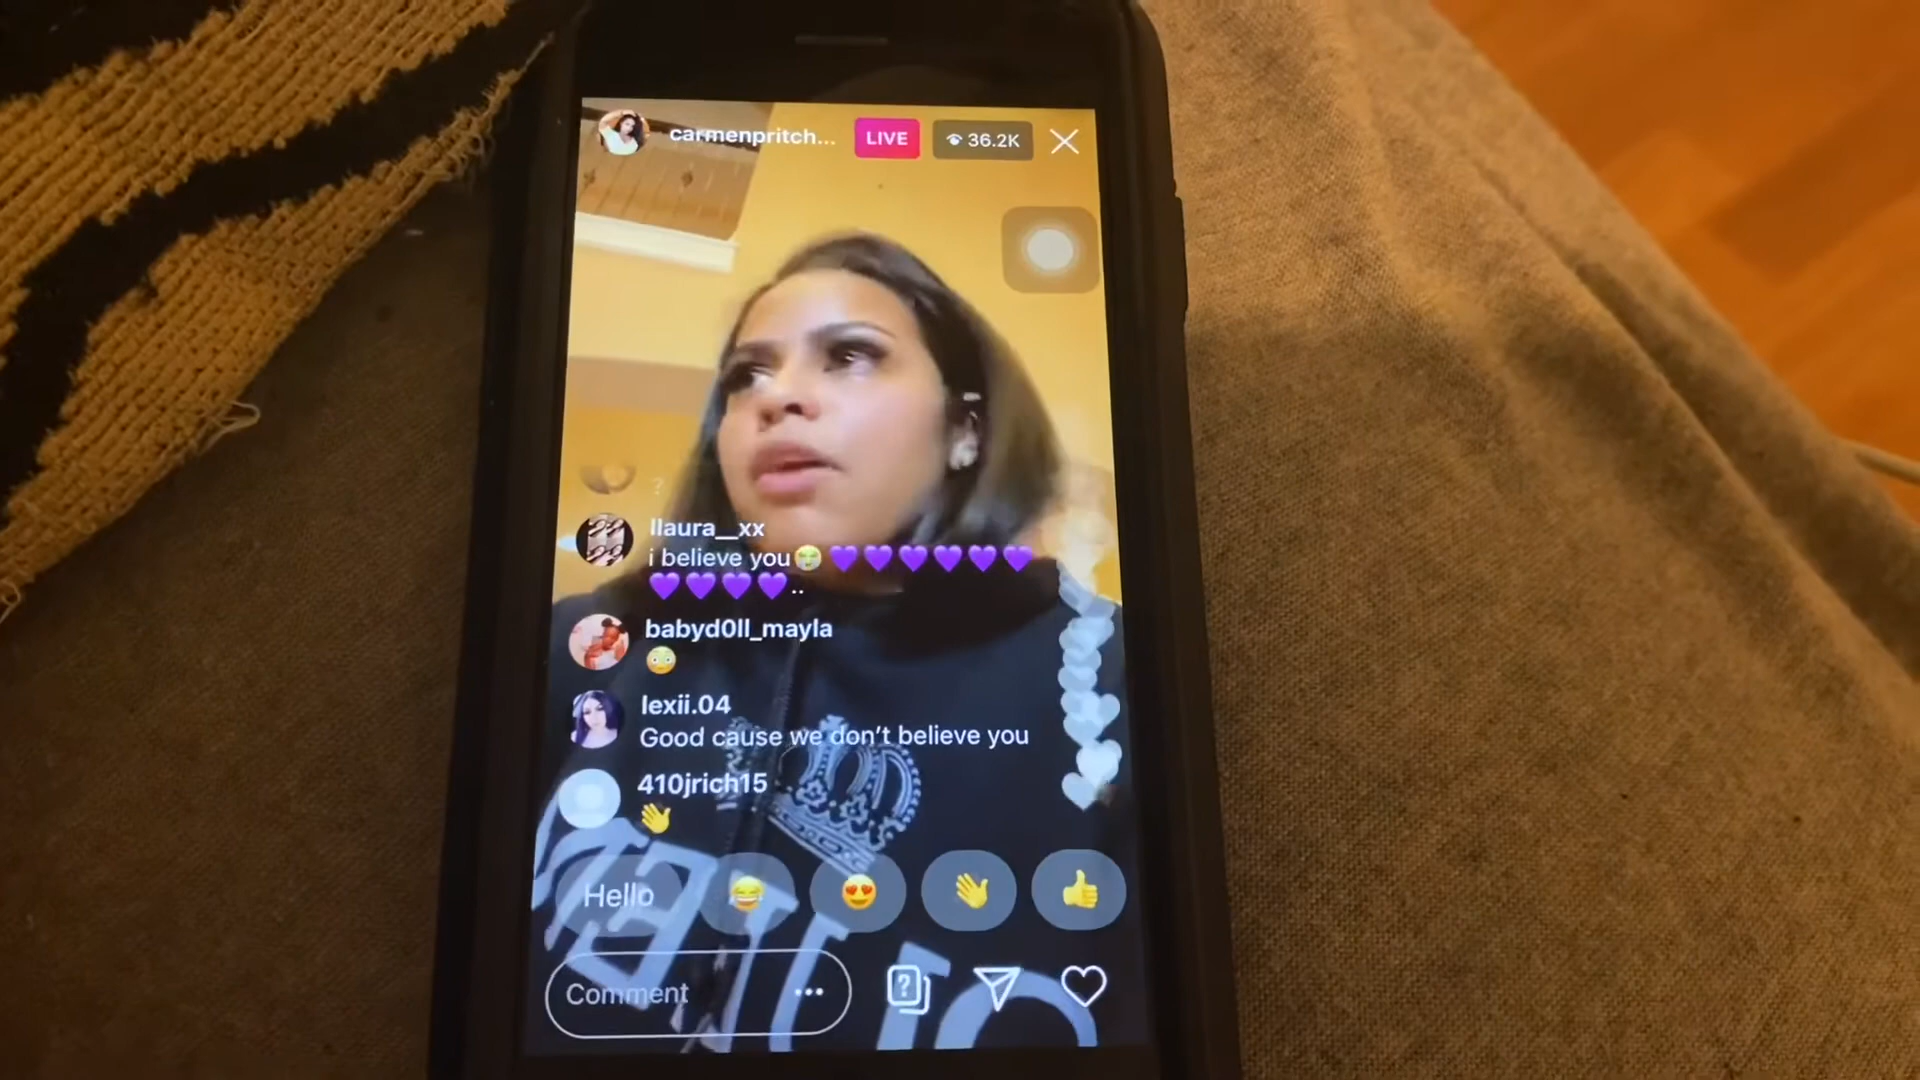 carmenpritch...
LIVE
36.2K
?
llaura__xx
i believe you😭💜💜💜💜💜💜
💜💜💜💜..
babyd0ll_mayla
😳
lexii.04
Good cause we don't believe you
410jrich15
👋
Hello 😂 😍 👋 👍
Comment